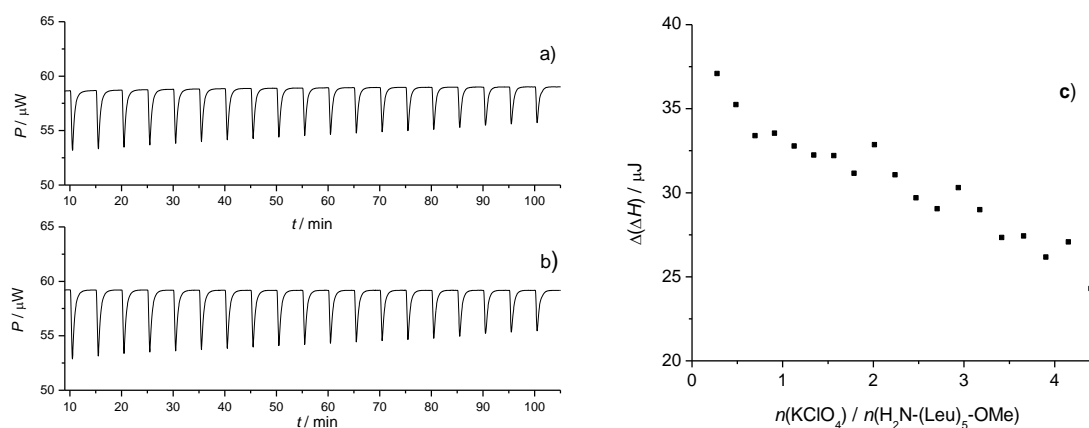 65
a)
60
P / μW
55
50
10 20 30 40 50 60 70 80 90 100
t / min
65
b)
60
P / μW
55
50
10 20 30 40 50 60 70 80 90 100
t / min
40
c)
35
Δ(ΔH) / μJ
30
25
20
0 1 2 3 4
n(KClO₄) / n(H₂N-(Leu)₅-OMe)